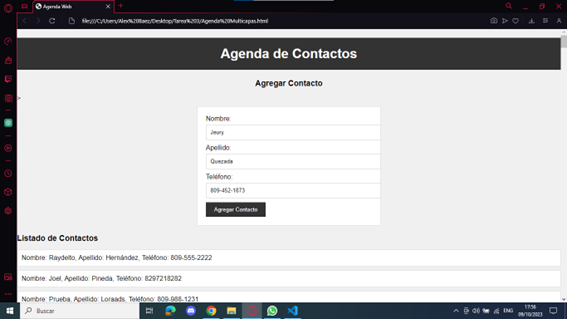 Agenda Web
file:///C:/Users/Alex%20Baez/Desktop/Tarea%203/Agenda%20Multicapas.html
Agenda de Contactos
Agregar Contacto
>
Nombre:
Jeury
Apellido:
Quezada
Teléfono:
809-452-1673
Agregar Contacto
Listado de Contactos
Nombre: Raydelto, Apellido: Hernández, Teléfono: 809-555-2222
Nombre: Joel, Apellido: Pineda, Teléfono: 8297218282
Nombre: Prueba, Apellido: Loraads, Teléfono: 809-988-1231
Buscar
ENG
17:56
09/10/2023